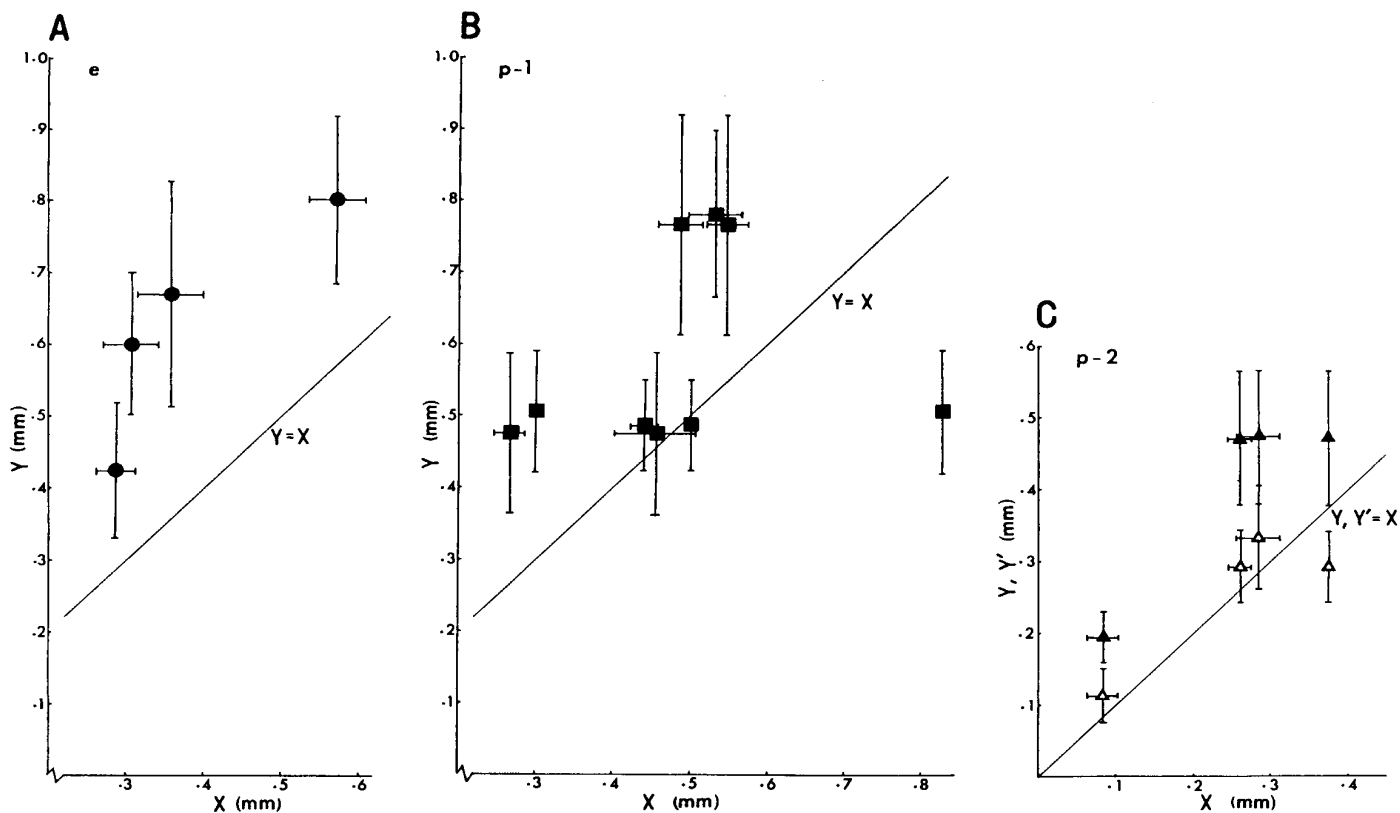 A
e
1.0
.9
.8
.7
.6
.5
.4
.3
.2
.1
Y (mm)
Y=X
.3 .4 .5 .6
X (mm)
B
p-1
1.0
.9
.8
.7
.6
.5
.4
.3
.2
.1
Y (mm)
Y=X
.3 .4 .5 .6 .7 .8
X (mm)
C
p-2
.6
.5
.4
.3
.2
.1
Y, Y′ (mm)
Y, Y′=X
.1 .2 .3 .4
X (mm)